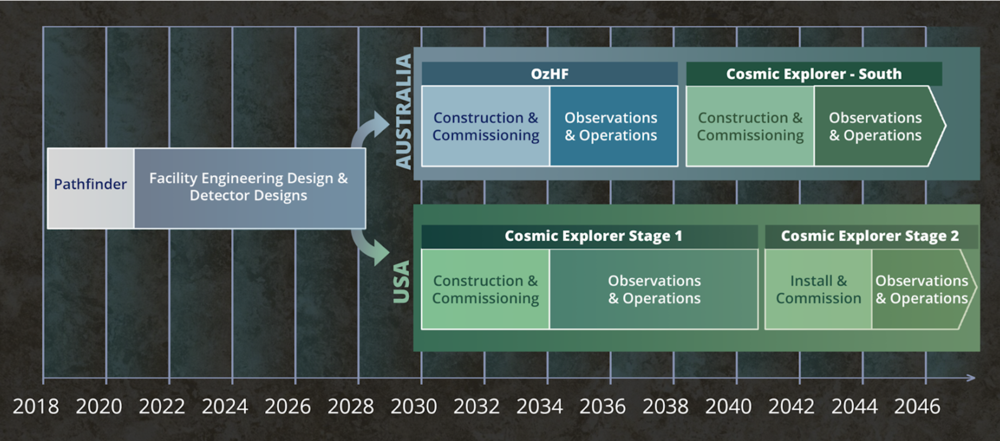 AUSTRALIA
OzHF
Construction &
Commissioning
Observations
& Operations
Cosmic Explorer - South
Construction &
Commissioning
Observations
& Operations
Pathfinder
Facility Engineering Design &
Detector Designs
USA
Cosmic Explorer Stage 1
Construction &
Commissioning
Observations
& Operations
Cosmic Explorer Stage 2
Install &
Commission
Observations
& Operations
2018 2020 2022 2024 2026 2028 2030 2032 2034 2036 2038 2040 2042 2044 2046